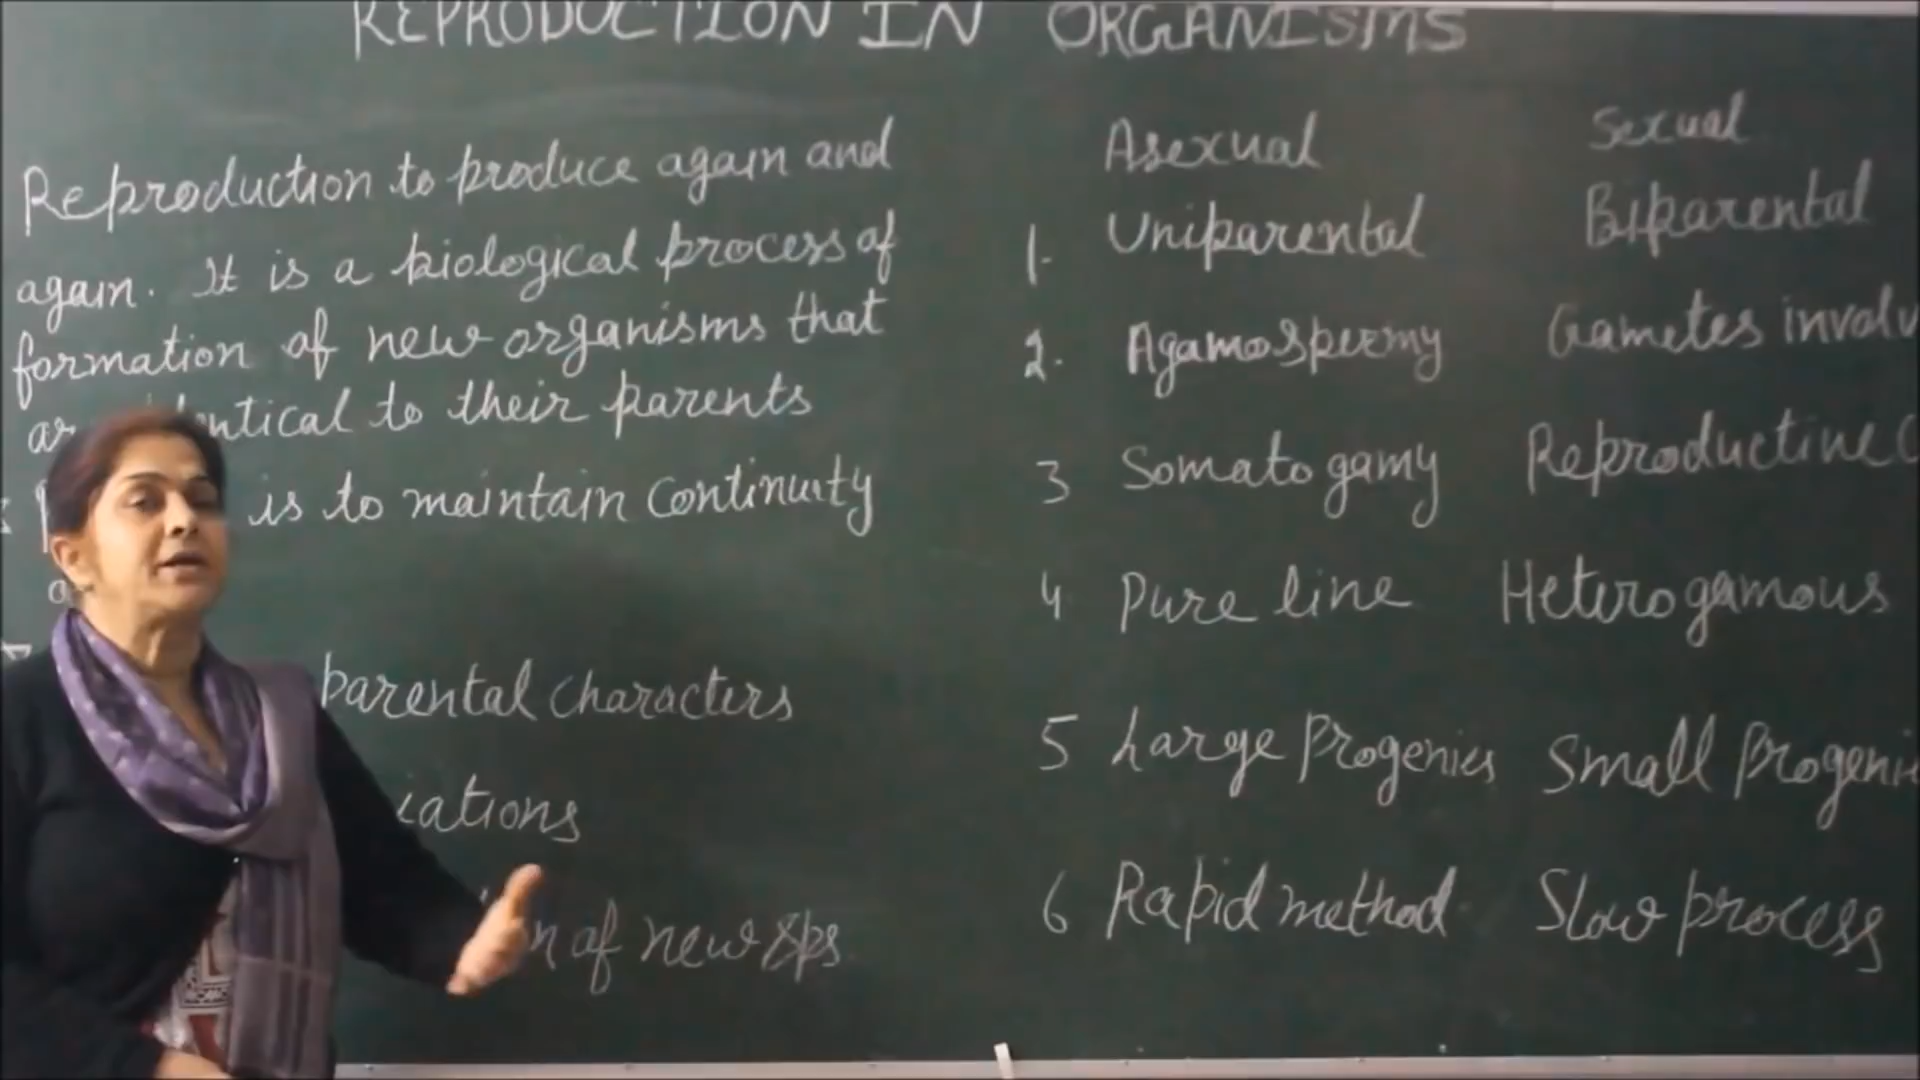 REPRODUCTION IN ORGANISMS
Reproduction to produce again and
again. It is a biological process of
formation of new organisms that
identical to their parents
is to maintain continuity
parental characters
of new sps
Asexual Sexual
1. Uniparental Biparental
2. Agamospermy Gametes involv
3 Somatogamy Reproductive C
4 Pure line Heterogamous
5 Large Progenies Small Progenie
6 Rapid method Slow process